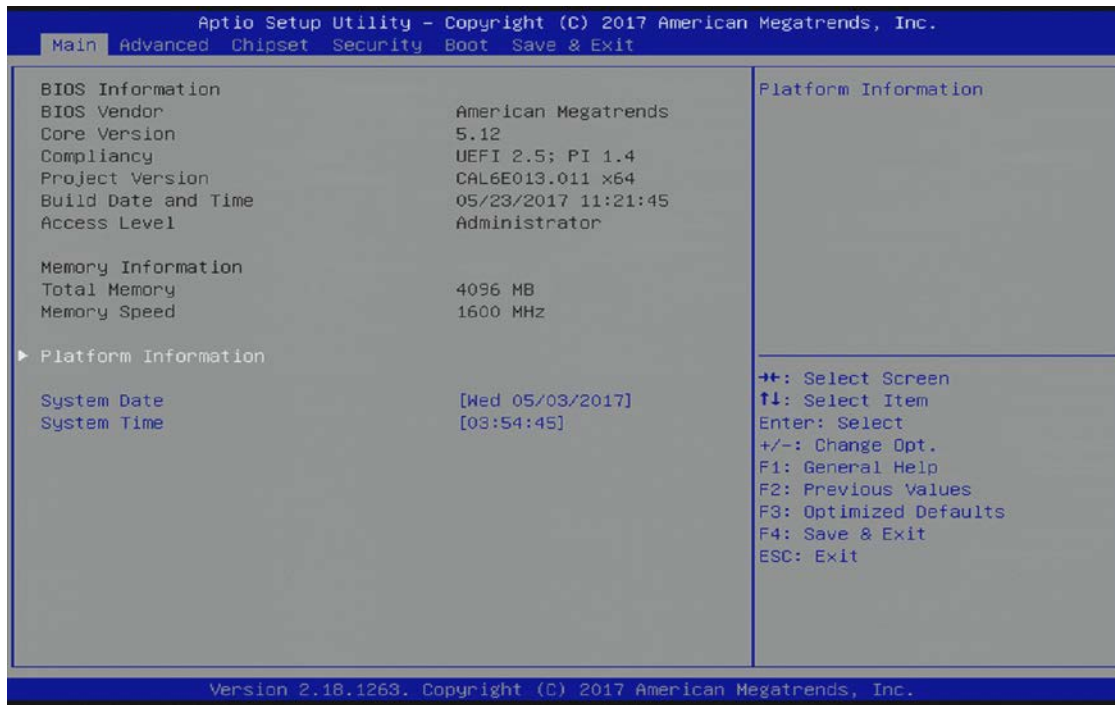 Aptio Setup Utility – Copyright (C) 2017 American Megatrends, Inc.
Main Advanced Chipset Security Boot Save & Exit
BIOS Information
BIOS Vendor American Megatrends
Core Version 5.12
Compliancy UEFI 2.5; PI 1.4
Project Version CAL6E013.011 x64
Build Date and Time 05/23/2017 11:21:45
Access Level Administrator
Memory Information
Total Memory 4096 MB
Memory Speed 1600 MHz
▶ Platform Information
System Date [Wed 05/03/2017]
System Time [03:54:45]
Platform Information
→←: Select Screen
↑↓: Select Item
Enter: Select
+/-: Change Opt.
F1: General Help
F2: Previous Values
F3: Optimized Defaults
F4: Save & Exit
ESC: Exit
Version 2.18.1263. Copyright (C) 2017 American Megatrends, Inc.